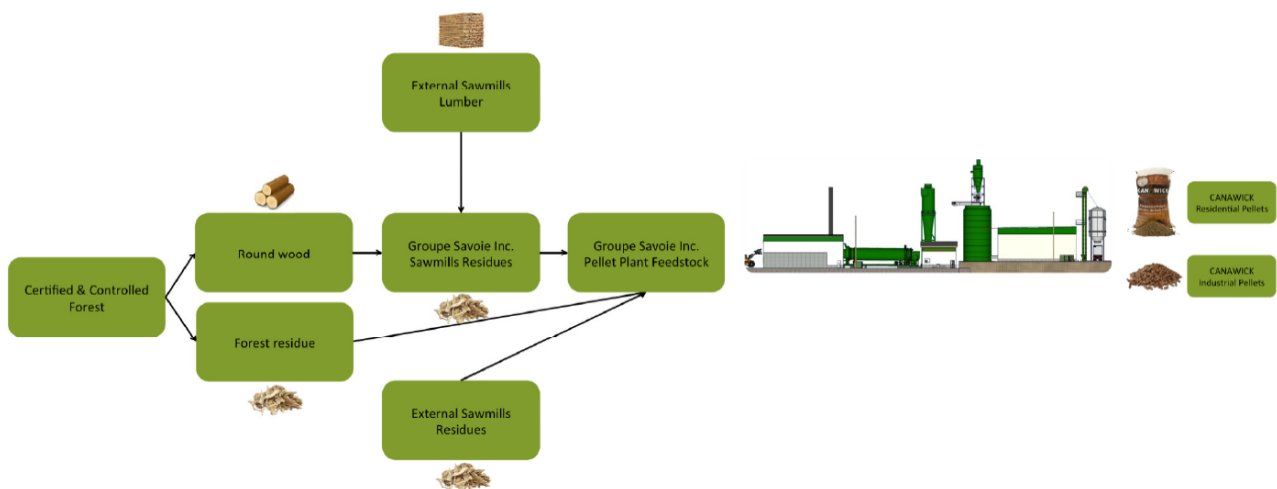 External Sawmills
Lumber
Round wood
Groupe Savoie Inc.
Sawmills Residues
Groupe Savoie Inc.
Pellet Plant Feedstock
Certified & Controlled
Forest
Forest residue
External Sawmills
Residues
CANAWICK
Residential Pellets
CANAWICK
Industrial Pellets